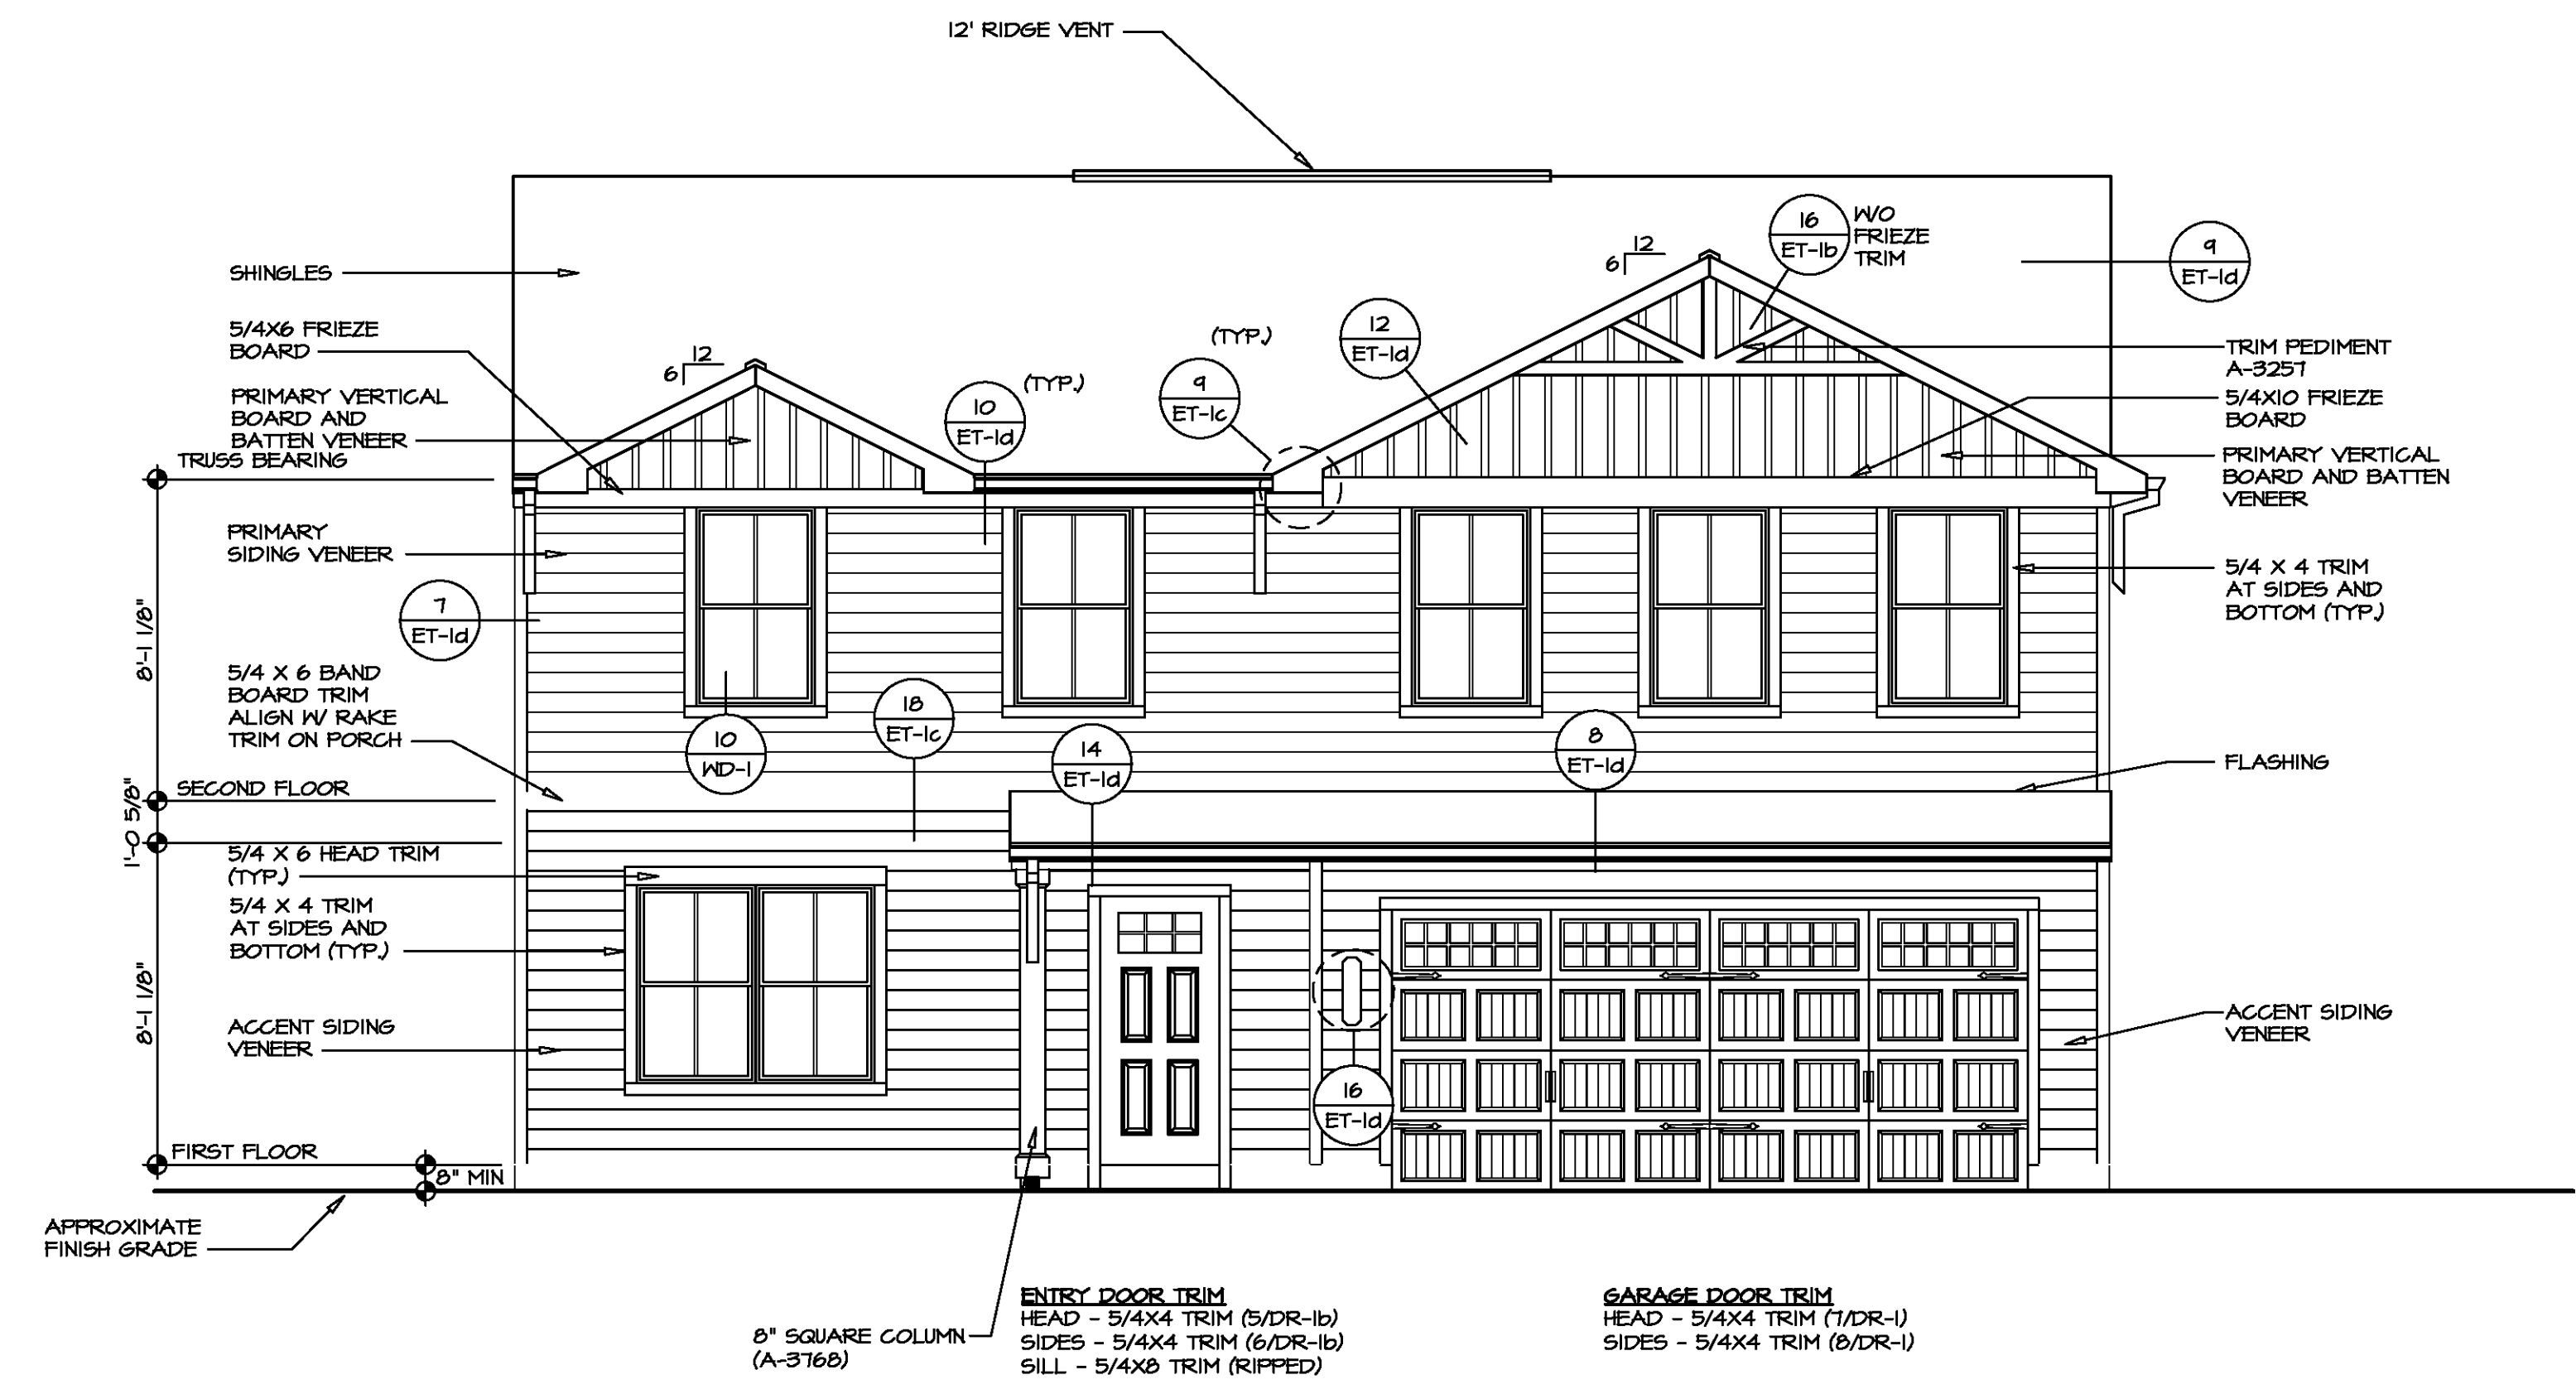 12' RIDGE VENT
16
ET-1b
W/O
FRIEZE
TRIM
9
ET-1d
12
6
SHINGLES
12
ET-1d
(TYP.)
5/4X6 FRIEZE
BOARD
12
6
TRIM PEDIMENT
A-3257
9
ET-1c
(TYP.)
10
ET-1d
PRIMARY VERTICAL
BOARD AND
BATTEN VENEER
5/4X10 FRIEZE
BOARD
TRUSS BEARING
PRIMARY VERTICAL
BOARD AND BATTEN
VENEER
PRIMARY
SIDING VENEER
5/4 X 4 TRIM
AT SIDES AND
BOTTOM (TYP.)
7
ET-1d
8'-1 1/8"
5/4 X 6 BAND
BOARD TRIM
ALIGN W/ RAKE
TRIM ON PORCH
18
ET-1c
10
WD-1
14
ET-1d
8
ET-1d
FLASHING
SECOND FLOOR
1'-0 5/8"
5/4 X 6 HEAD TRIM
(TYP.)
5/4 X 4 TRIM
AT SIDES AND
BOTTOM (TYP.)
8'-1 1/8"
ACCENT SIDING
VENEER
ACCENT SIDING
VENEER
16
ET-1d
FIRST FLOOR
8" MIN
APPROXIMATE
FINISH GRADE
8" SQUARE COLUMN
(A-3768)
ENTRY DOOR TRIM
HEAD - 5/4X4 TRIM (5/DR-1b)
SIDES - 5/4X4 TRIM (6/DR-1b)
SILL - 5/4X8 TRIM (RIPPED)
GARAGE DOOR TRIM
HEAD - 5/4X4 TRIM (7/DR-1)
SIDES - 5/4X4 TRIM (8/DR-1)